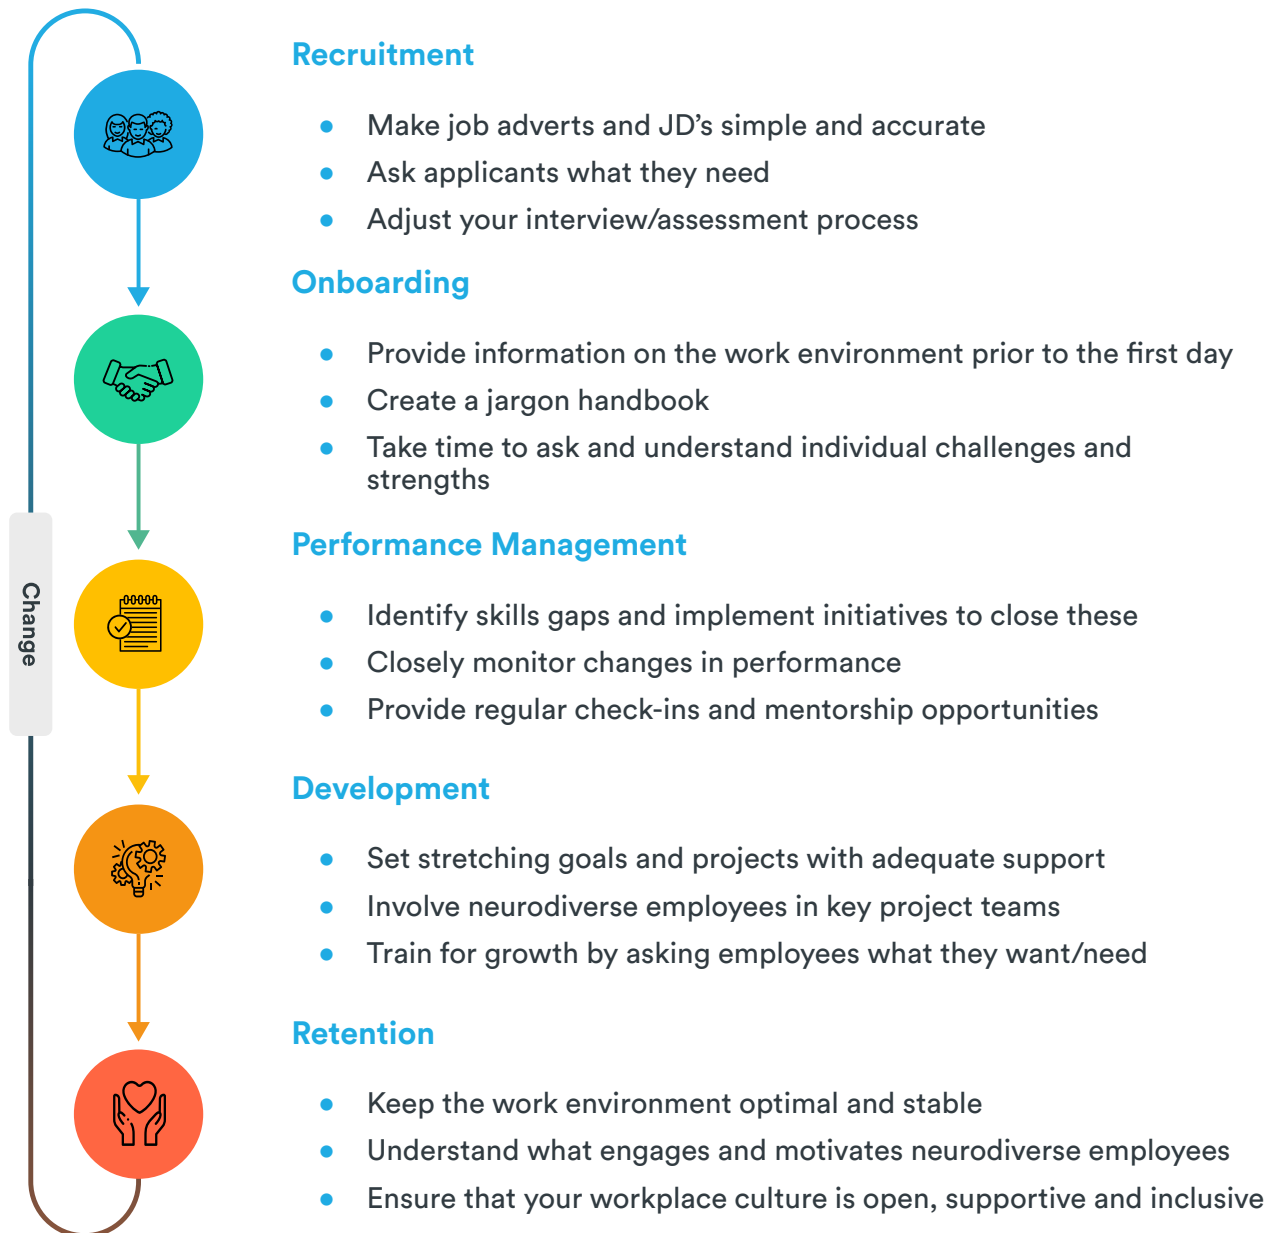 Recruitment
● Make job adverts and JD’s simple and accurate
● Ask applicants what they need
● Adjust your interview/assessment process
Onboarding
● Provide information on the work environment prior to the first day
● Create a jargon handbook
● Take time to ask and understand individual challenges and
strengths
Change
Performance Management
● Identify skills gaps and implement initiatives to close these
● Closely monitor changes in performance
● Provide regular check-ins and mentorship opportunities
Development
● Set stretching goals and projects with adequate support
● Involve neurodiverse employees in key project teams
● Train for growth by asking employees what they want/need
Retention
● Keep the work environment optimal and stable
● Understand what engages and motivates neurodiverse employees
● Ensure that your workplace culture is open, supportive and inclusive